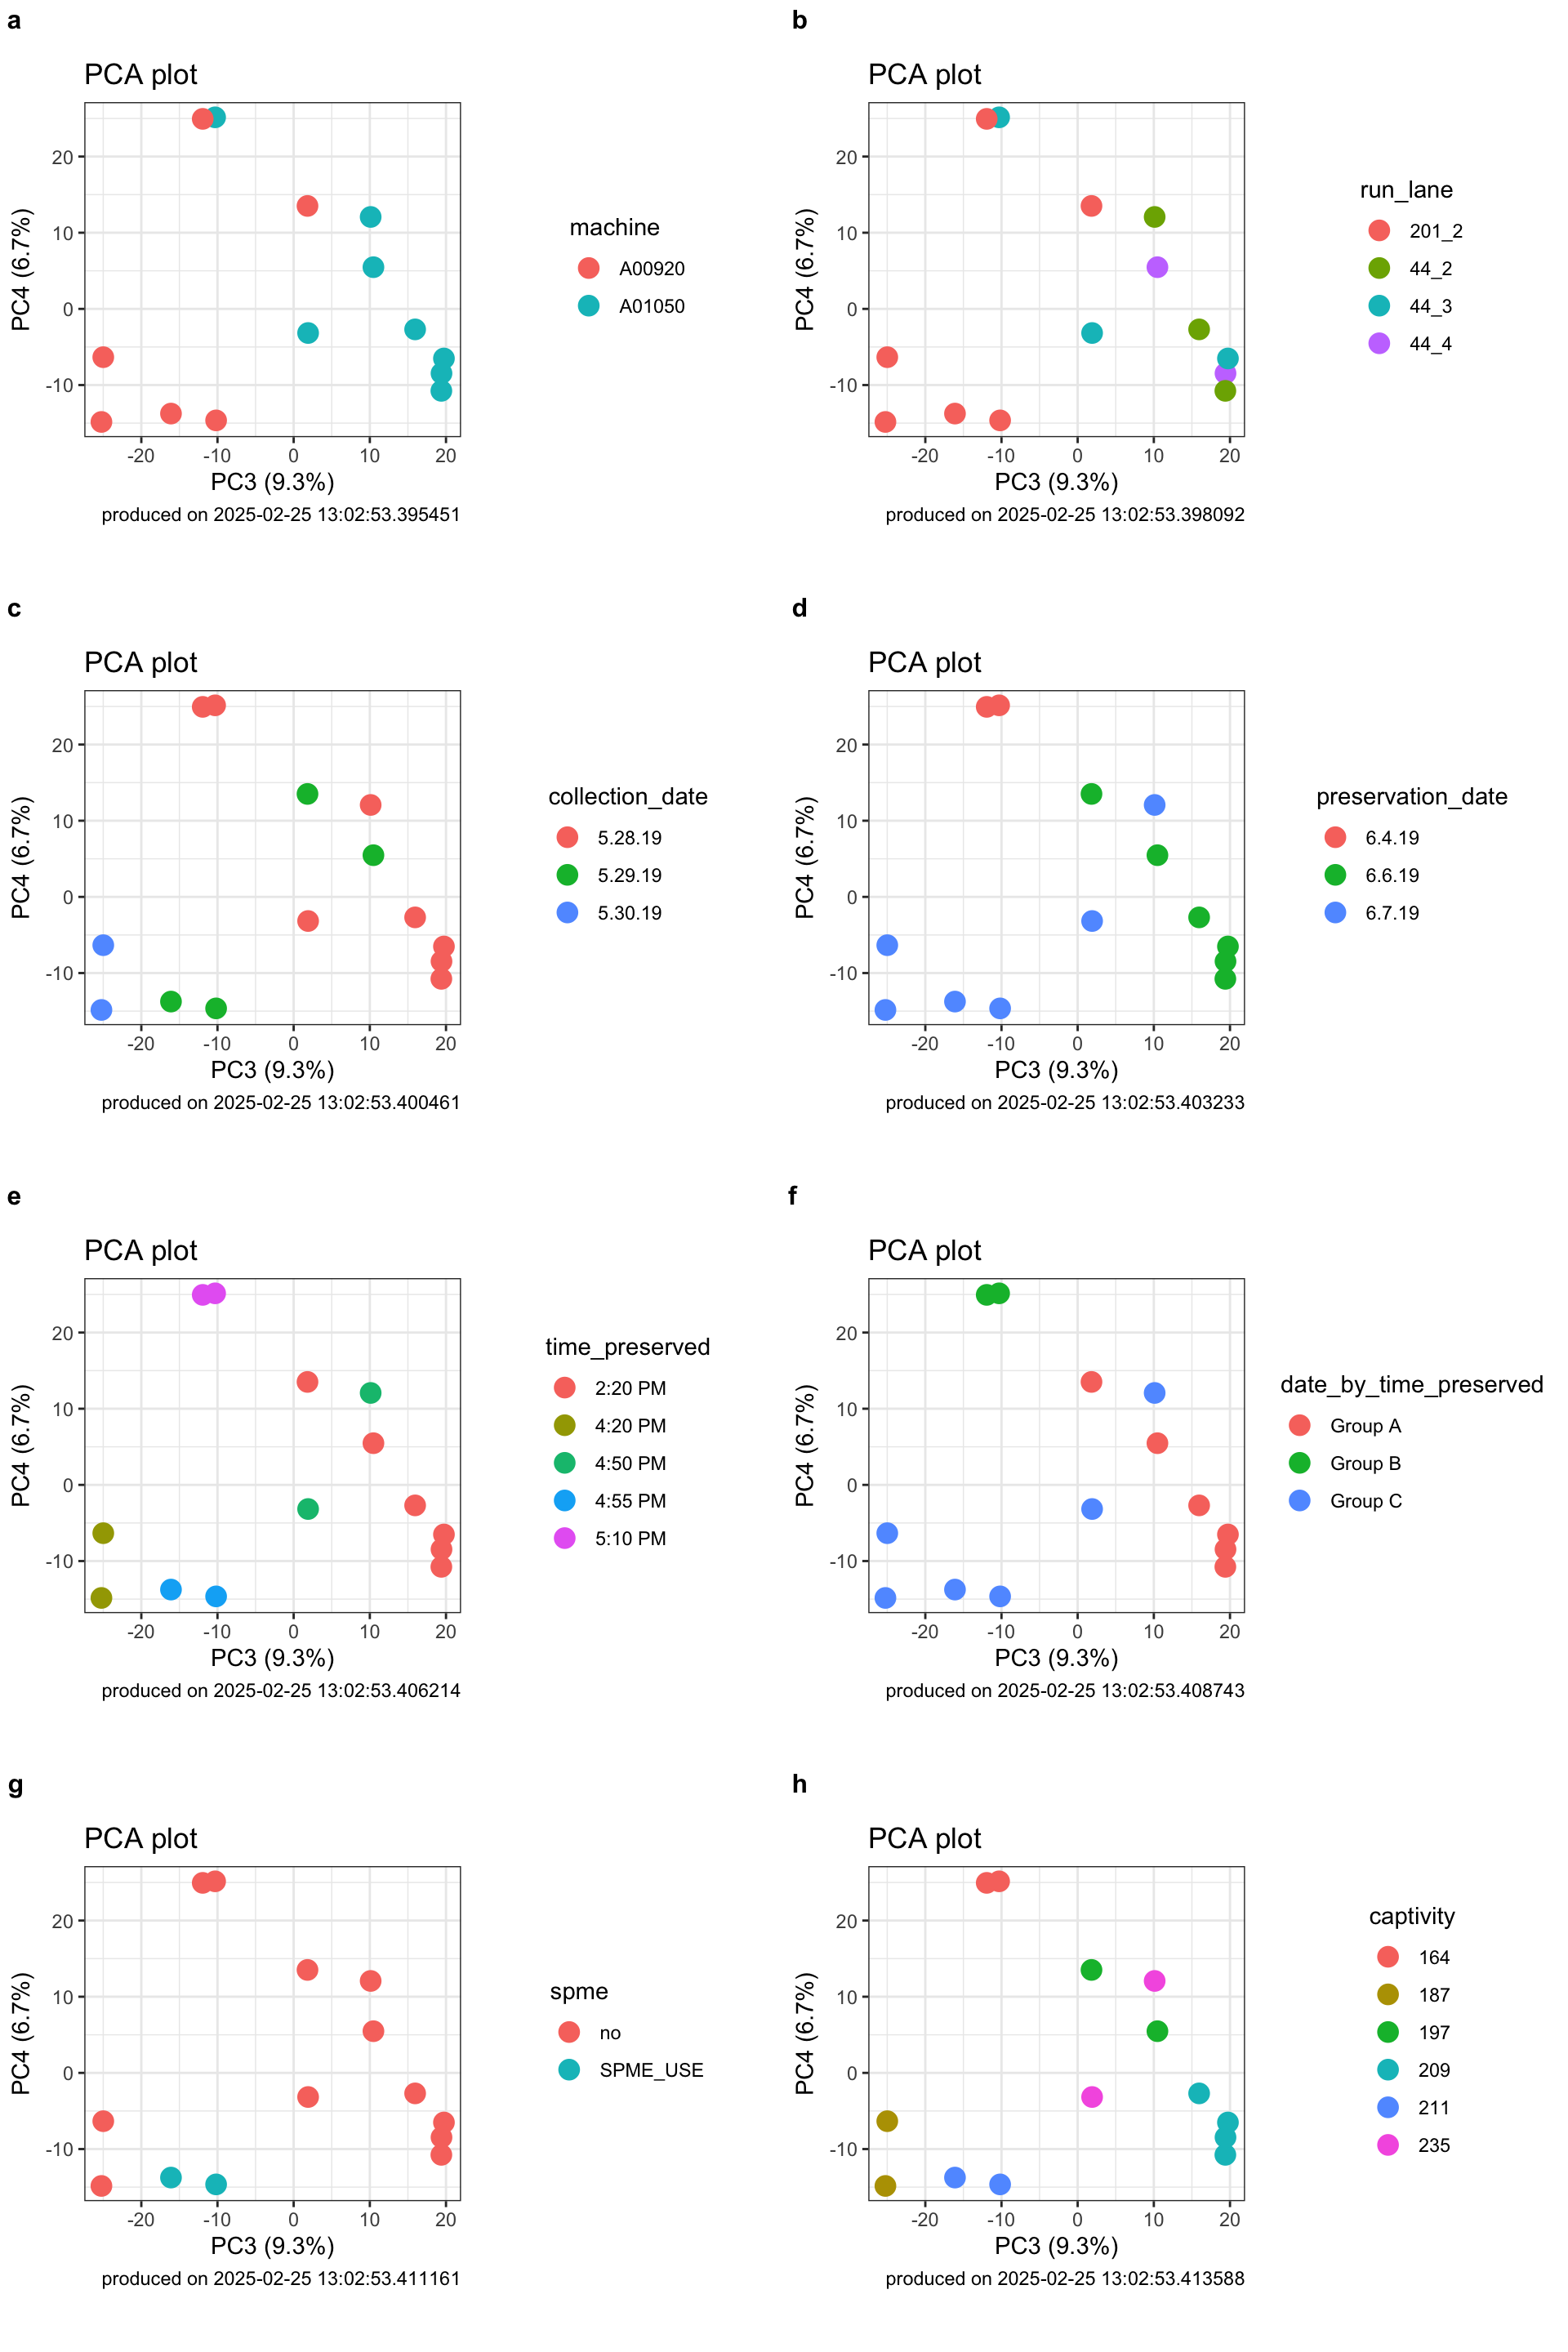 a
PCA plot
20
10
0
-10
PC4 (6.7%)
-20 -10 0 10 20
PC3 (9.3%)
produced on 2025-02-25 13:02:53.395451
machine
A00920
A01050
b
PCA plot
20
10
0
-10
PC4 (6.7%)
-20 -10 0 10 20
PC3 (9.3%)
produced on 2025-02-25 13:02:53.398092
run_lane
201_2
44_2
44_3
44_4
c
PCA plot
20
10
0
-10
PC4 (6.7%)
-20 -10 0 10 20
PC3 (9.3%)
produced on 2025-02-25 13:02:53.400461
collection_date
5.28.19
5.29.19
5.30.19
d
PCA plot
20
10
0
-10
PC4 (6.7%)
-20 -10 0 10 20
PC3 (9.3%)
produced on 2025-02-25 13:02:53.403233
preservation_date
6.4.19
6.6.19
6.7.19
e
PCA plot
20
10
0
-10
PC4 (6.7%)
-20 -10 0 10 20
PC3 (9.3%)
produced on 2025-02-25 13:02:53.406214
time_preserved
2:20 PM
4:20 PM
4:50 PM
4:55 PM
5:10 PM
f
PCA plot
20
10
0
-10
PC4 (6.7%)
-20 -10 0 10 20
PC3 (9.3%)
produced on 2025-02-25 13:02:53.408743
date_by_time_preserved
Group A
Group B
Group C
g
PCA plot
20
10
0
-10
PC4 (6.7%)
-20 -10 0 10 20
PC3 (9.3%)
produced on 2025-02-25 13:02:53.411161
spme
no
SPME_USE
h
PCA plot
20
10
0
-10
PC4 (6.7%)
-20 -10 0 10 20
PC3 (9.3%)
produced on 2025-02-25 13:02:53.413588
captivity
164
187
197
209
211
235